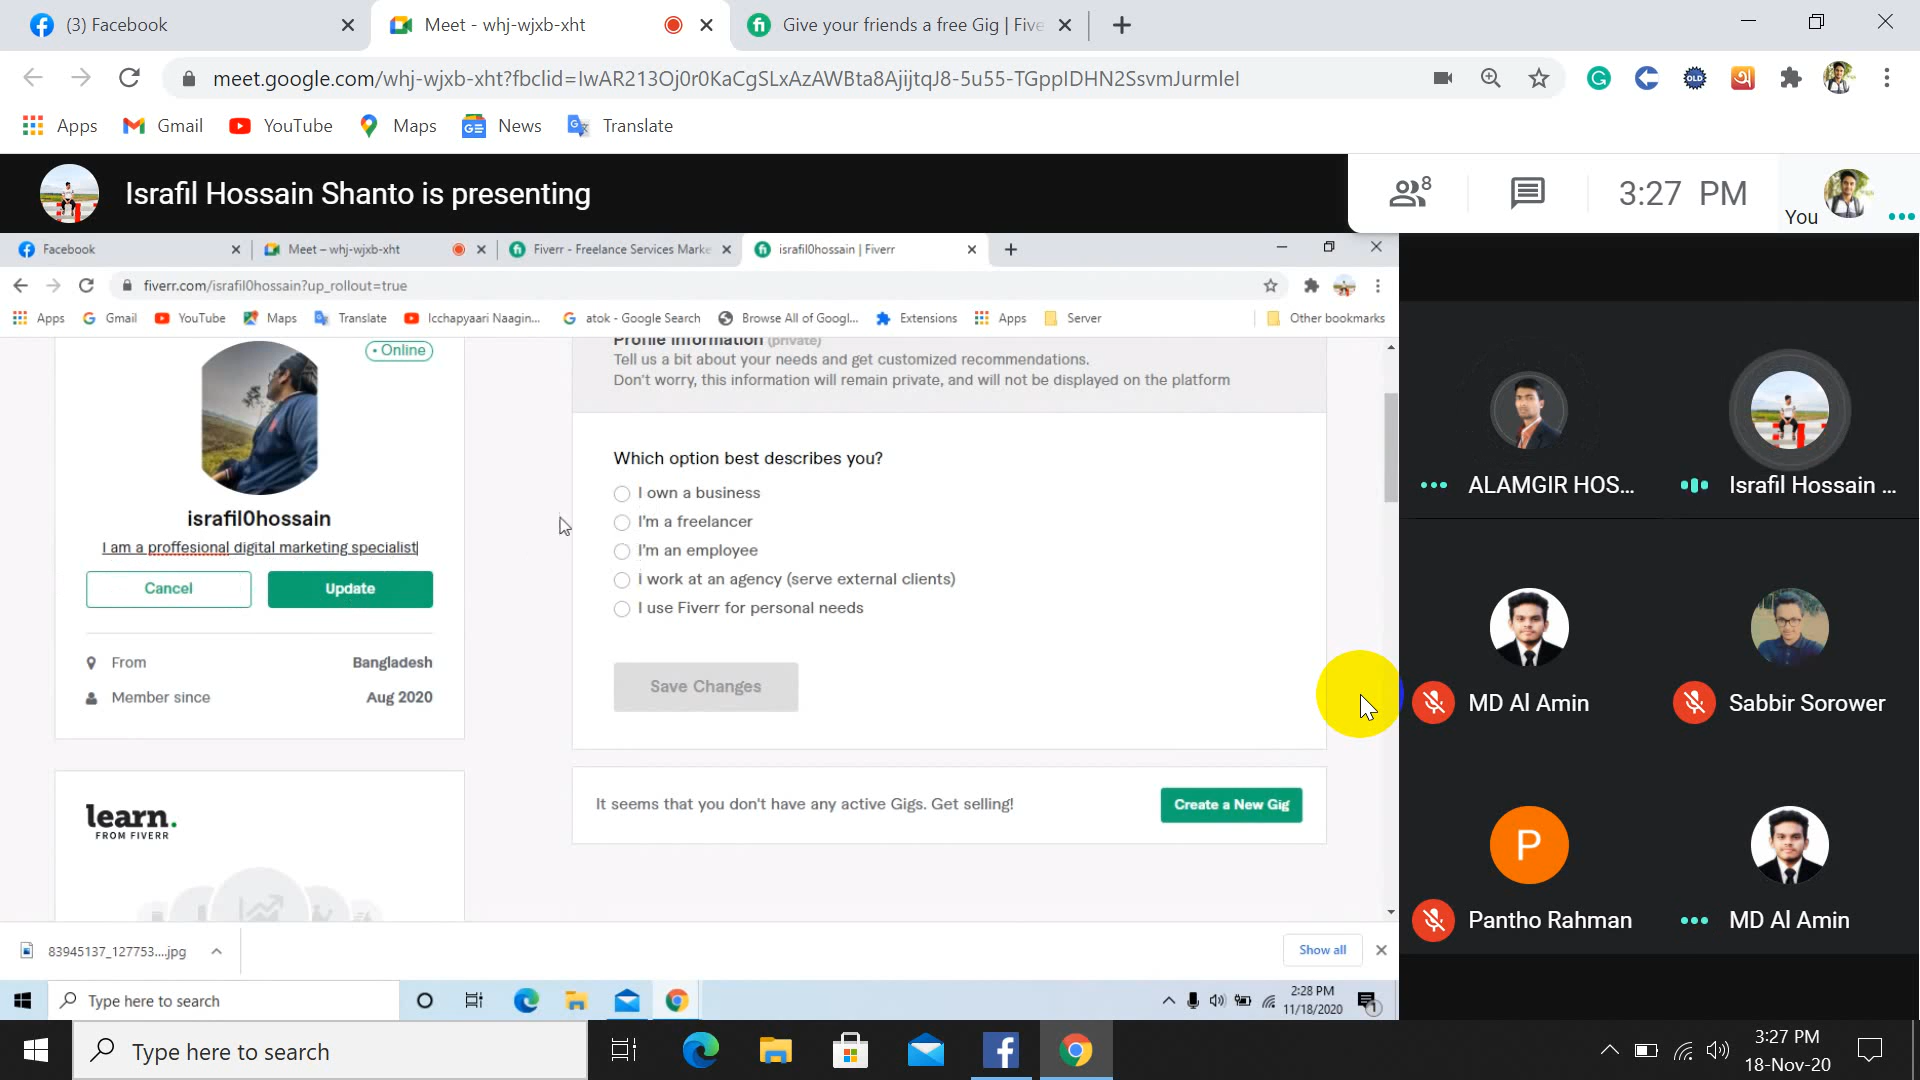 (3) Facebook
Meet - whj-wjxb-xht
Give your friends a free Gig | Five
meet.google.com/whj-wjxb-xht?fbclid=IwAR213Oj0r0KaCgSLxAzAWBta8AjijtqJ8-5u55-TGppIDHN2SsvmJurmleI
OLD
অ
Apps
Gmail
YouTube
Maps
News
Translate
Israfil Hossain Shanto is presenting
8
3:27 PM
You
Facebook
Meet – whj-wjxb-xht
Fiverr - Freelance Services Marke
israfil0hossain | Fiverr
fiverr.com/israfil0hossain?up_rollout=true
Apps
Gmail
YouTube
Maps
Translate
Icchapyaari Naagin...
atok - Google Search
Browse All of Googl...
Extensions
Apps
Server
Other bookmarks
• Online
israfil0hossain
I am a proffesional digital marketing specialist
Cancel
Update
From
Bangladesh
Member since
Aug 2020
learn.
FROM FIVERR
Profile Information (private)
Tell us a bit about your needs and get customized recommendations.
Don't worry, this information will remain private, and will not be displayed on the platform
Which option best describes you?
I own a business
I'm a freelancer
I'm an employee
I work at an agency (serve external clients)
I use Fiverr for personal needs
Save Changes
It seems that you don't have any active Gigs. Get selling!
Create a New Gig
ALAMGIR HOS...
Israfil Hossain ...
MD Al Amin
Sabbir Sorower
P
Pantho Rahman
MD Al Amin
83945137_127753....jpg
Show all
Type here to search
2:28 PM
11/18/2020
1
Type here to search
3:27 PM
18-Nov-20